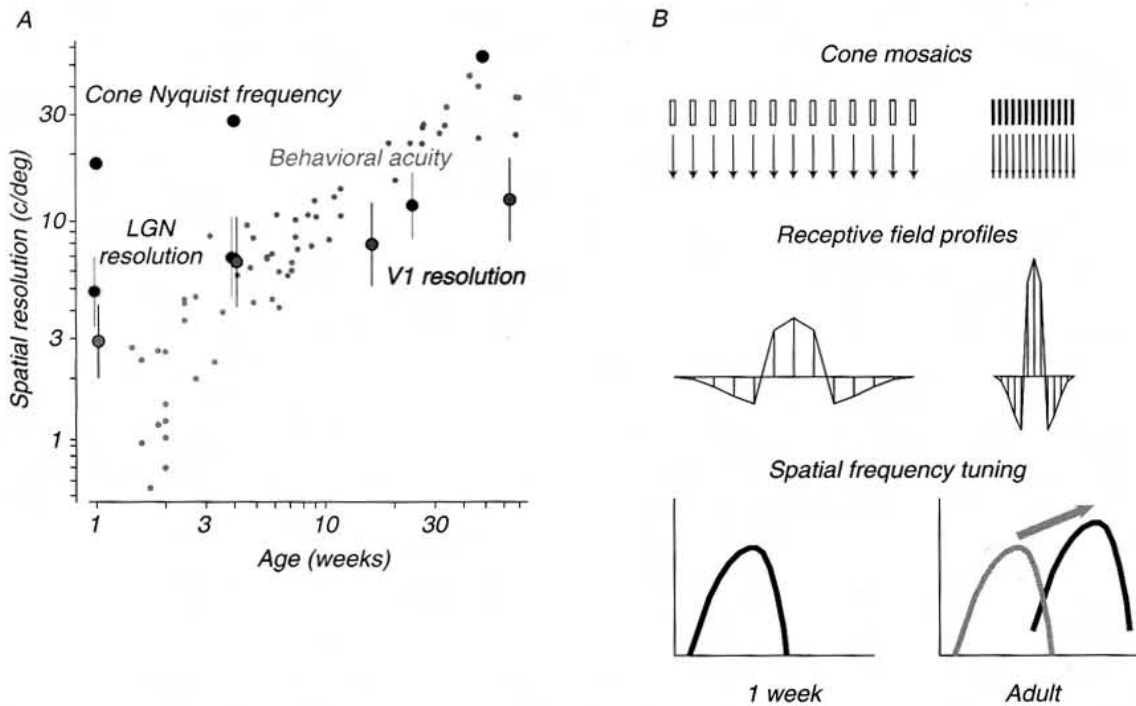 A
Spatial resolution (c/deg)
30
10
3
1
Cone Nyquist frequency
Behavioral acuity
LGN
resolution
V1 resolution
1
3
10
30
Age (weeks)
B
Cone mosaics
Receptive field profiles
Spatial frequency tuning
1 week
Adult